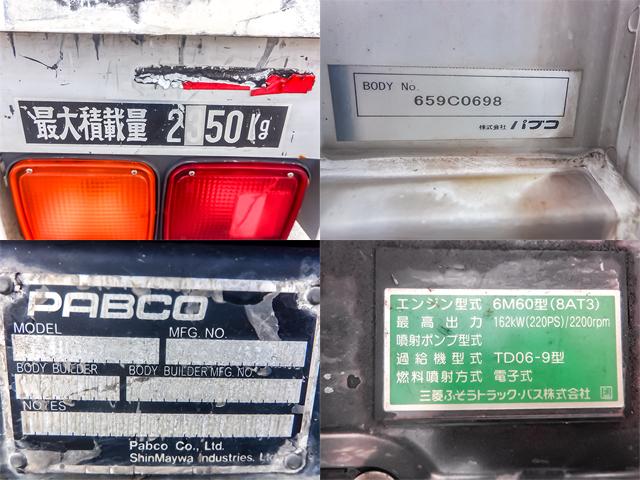 最大積載量 2350kg
BODY No.
659C0698
株式会社 パブコ
PABCO
MODEL MFG. NO.
BODY BUILDER BODY BUILDER MFG. NO.
NOTES
Pabco Co., Ltd.
ShinMaywa Industries, Ltd.
エンジン型式 6M60型(8AT3)
最高出力 162kW(220PS)/2200rpm
噴射ポンプ型式
過給機型式 TD06-9型
燃料噴射方式 電子式
三菱ふそうトラック・バス株式会社